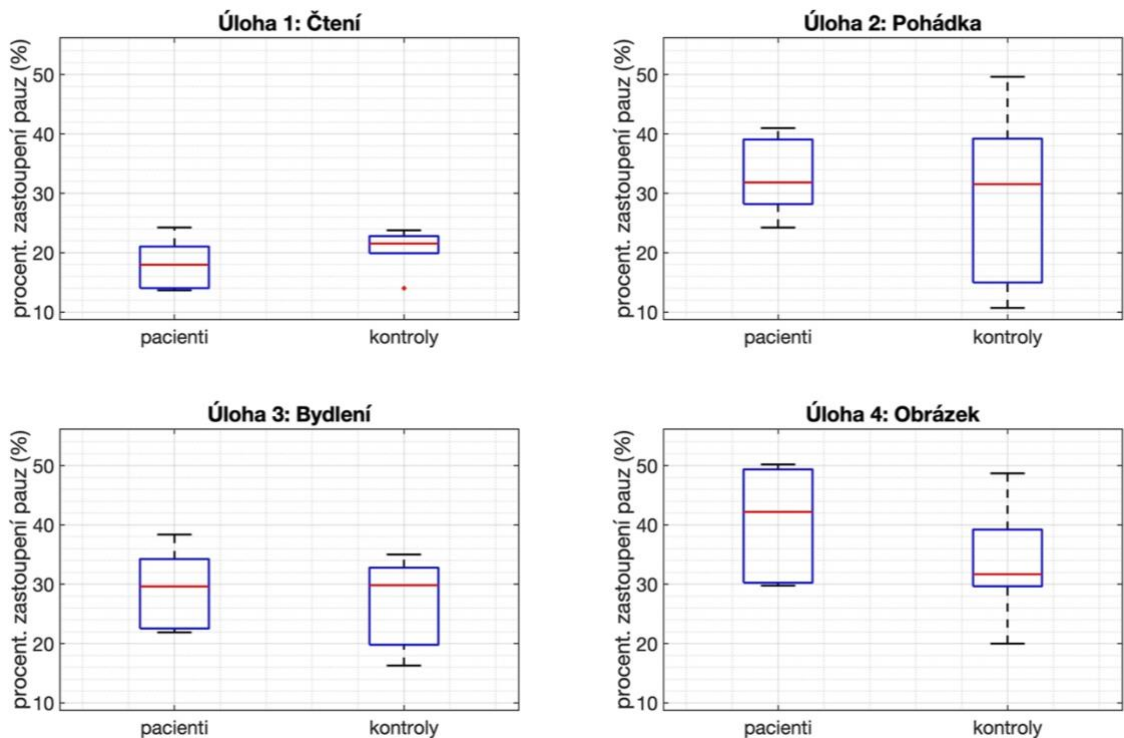 Úloha 1: Čtení
procent. zastoupení pauz (%)
50
40
30
20
10
pacienti
kontroly
Úloha 2: Pohádka
procent. zastoupení pauz (%)
50
40
30
20
10
pacienti
kontroly
Úloha 3: Bydlení
procent. zastoupení pauz (%)
50
40
30
20
10
pacienti
kontroly
Úloha 4: Obrázek
procent. zastoupení pauz (%)
50
40
30
20
10
pacienti
kontroly